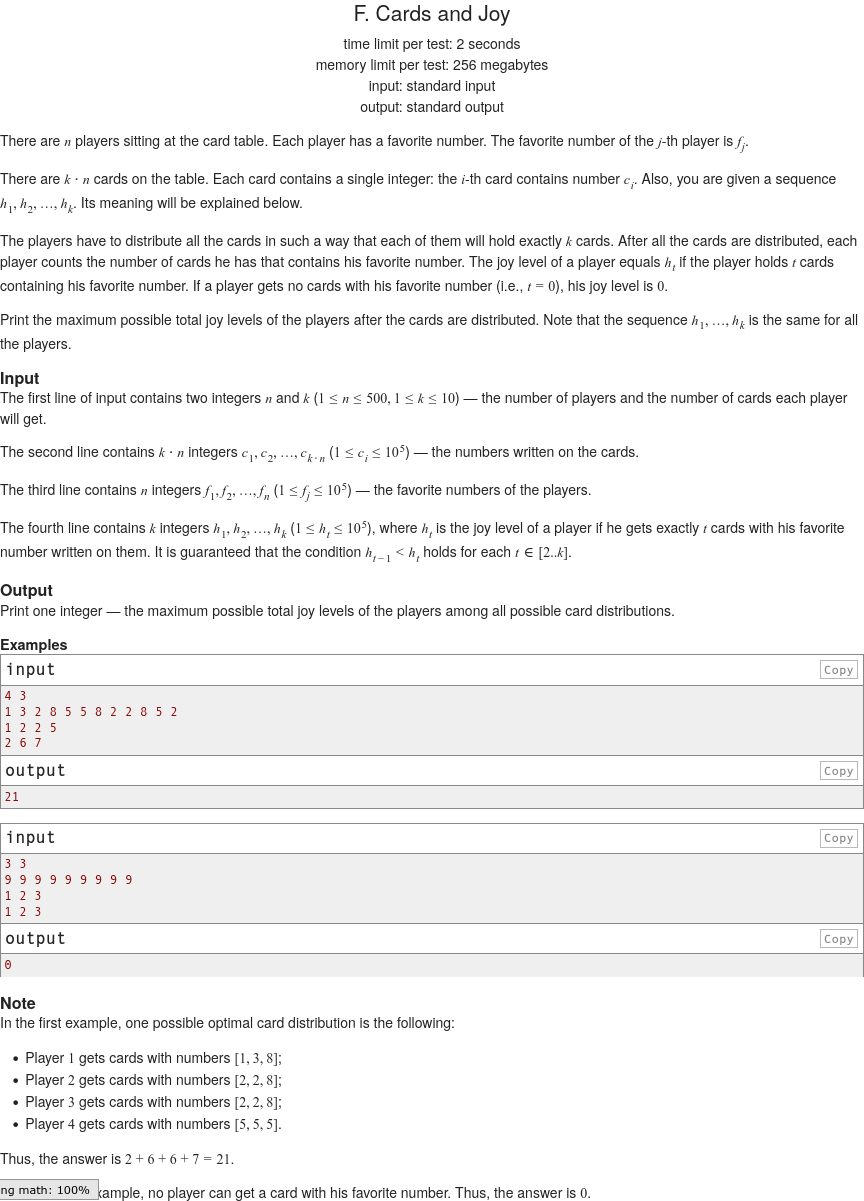 F. Cards and Joy
time limit per test: 2 seconds
memory limit per test: 256 megabytes
input: standard input
output: standard output
There are n players sitting at the card table. Each player has a favorite number. The favorite number of the j-th player is f_j.
There are k · n cards on the table. Each card contains a single integer: the i-th card contains number c_i. Also, you are given a sequence
h_1, h_2, …, h_k. Its meaning will be explained below.
The players have to distribute all the cards in such a way that each of them will hold exactly k cards. After all the cards are distributed, each
player counts the number of cards he has that contains his favorite number. The joy level of a player equals h_t if the player holds t cards
containing his favorite number. If a player gets no cards with his favorite number (i.e., t = 0), his joy level is 0.
Print the maximum possible total joy levels of the players after the cards are distributed. Note that the sequence h_1, …, h_k is the same for all
the players.
Input
The first line of input contains two integers n and k (1 ≤ n ≤ 500, 1 ≤ k ≤ 10) — the number of players and the number of cards each player
will get.
The second line contains k · n integers c_1, c_2, …, c_{k·n} (1 ≤ c_i ≤ 10^5) — the numbers written on the cards.
The third line contains n integers f_1, f_2, …, f_n (1 ≤ f_j ≤ 10^5) — the favorite numbers of the players.
The fourth line contains k integers h_1, h_2, …, h_k (1 ≤ h_t ≤ 10^5), where h_t is the joy level of a player if he gets exactly t cards with his favorite
number written on them. It is guaranteed that the condition h_{t−1} < h_t holds for each t ∈ [2..k].
Output
Print one integer — the maximum possible total joy levels of the players among all possible card distributions.
Examples
input
Copy
4 3
1 3 2 8 5 5 8 2 2 8 5 2
1 2 2 5
2 6 7
output
Copy
21
input
Copy
3 3
9 9 9 9 9 9 9 9 9
1 2 3
1 2 3
output
Copy
0
Note
In the first example, one possible optimal card distribution is the following:
• Player 1 gets cards with numbers [1, 3, 8];
• Player 2 gets cards with numbers [2, 2, 8];
• Player 3 gets cards with numbers [2, 2, 8];
• Player 4 gets cards with numbers [5, 5, 5].
Thus, the answer is 2 + 6 + 6 + 7 = 21.
ng math: 100%
xample, no player can get a card with his favorite number. Thus, the answer is 0.